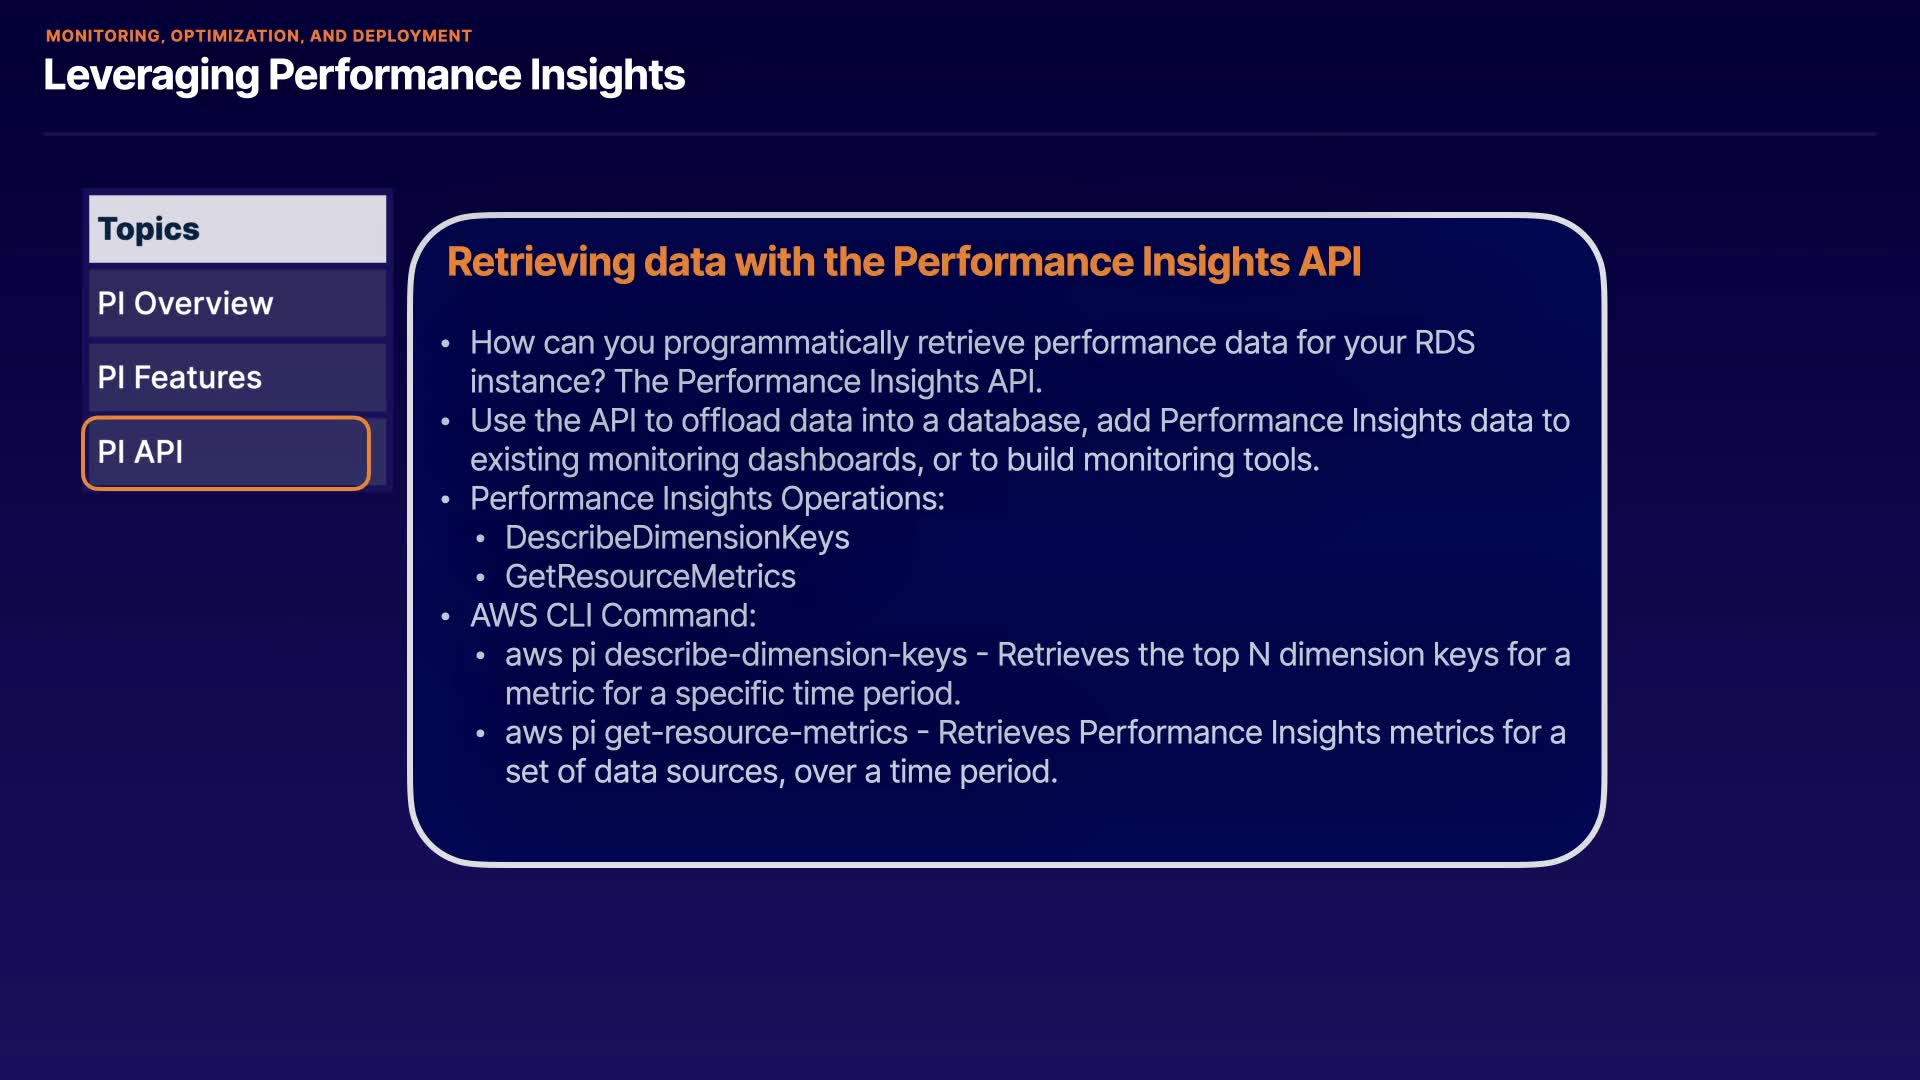 MONITORING, OPTIMIZATION, AND DEPLOYMENT
Leveraging Performance Insights
Topics
PI Overview
PI Features
PI API
Retrieving data with the Performance Insights API
• How can you programmatically retrieve performance data for your RDS
instance? The Performance Insights API.
• Use the API to offload data into a database, add Performance Insights data to
existing monitoring dashboards, or to build monitoring tools.
• Performance Insights Operations:
• DescribeDimensionKeys
• GetResourceMetrics
• AWS CLI Command:
• aws pi describe-dimension-keys - Retrieves the top N dimension keys for a
metric for a specific time period.
• aws pi get-resource-metrics - Retrieves Performance Insights metrics for a
set of data sources, over a time period.